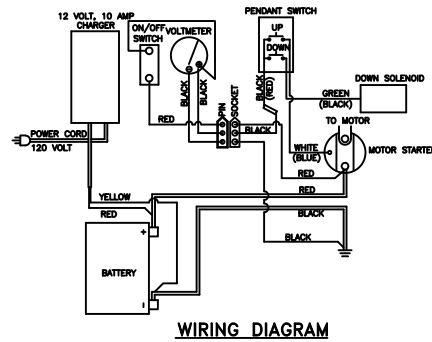 12 VOLT, 10 AMP
CHARGER
ON/OFF
SWITCH
VOLTMETER
PENDANT SWITCH
UP
DOWN
BLACK
BLACK
BLACK
(RED)
DOWN SOLENOID
GREEN
(BLACK)
TO MOTOR
RED
PIN
SOCKET
BLACK
WHITE
(BLUE)
MOTOR STARTER
POWER CORD
120 VOLT
RED
RED
YELLOW
RED
BLACK
BLACK
+
BATTERY
-
WIRING DIAGRAM